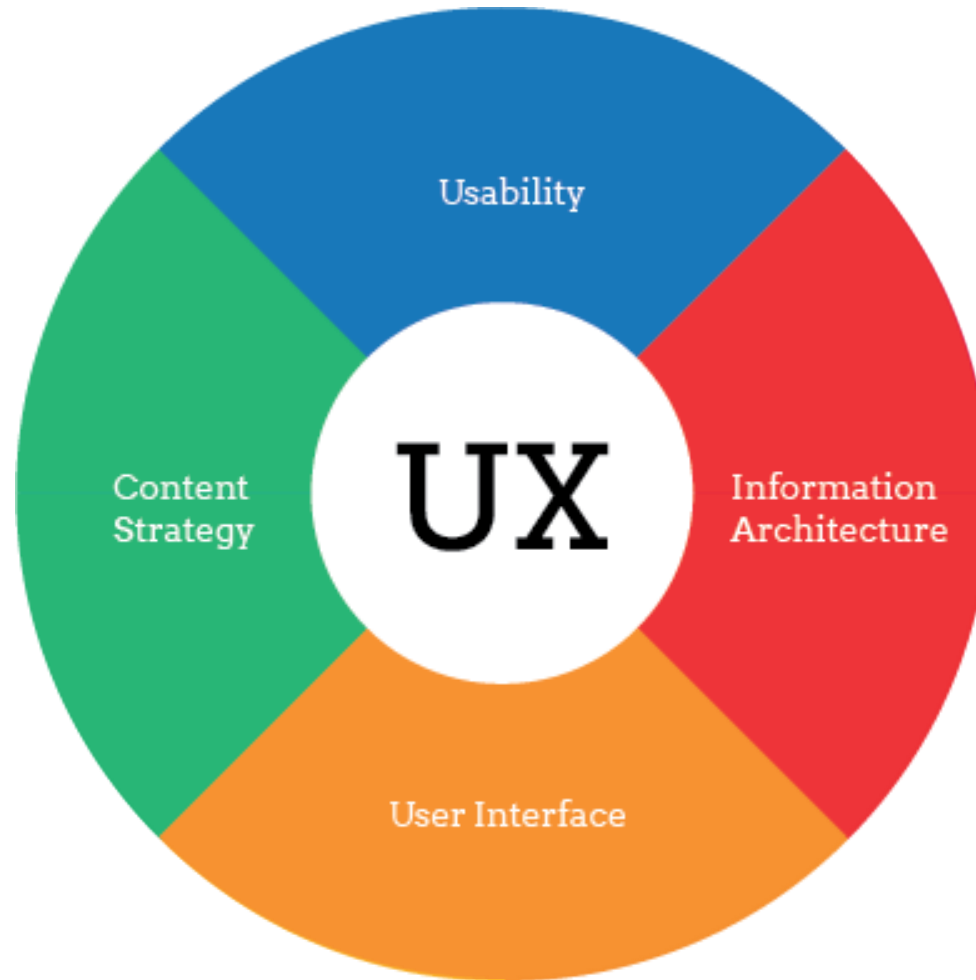 Usability
Content
Strategy
UX
Information
Architecture
User Interface